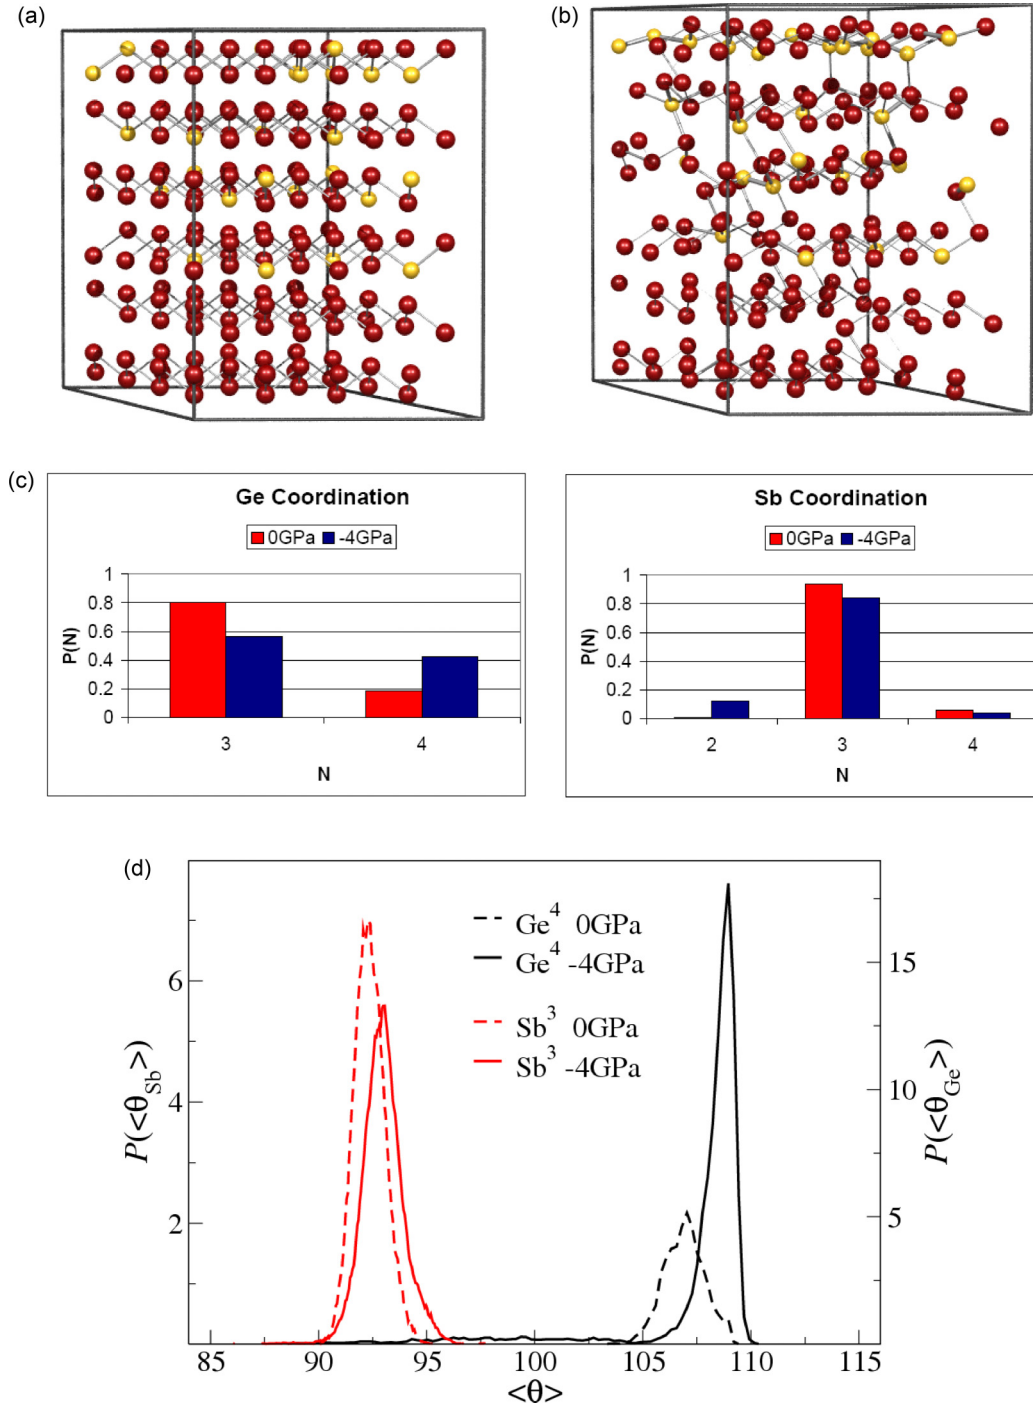 (a)
(b)
(c)
Ge Coordination
0GPa -4GPa
P(N)
1
0.8
0.6
0.4
0.2
0
3 4
N
Sb Coordination
0GPa -4GPa
P(N)
1
0.8
0.6
0.4
0.2
0
2 3 4
N
(d)
P(<θSb>)
6
4
2
Ge⁴ 0GPa
Ge⁴ -4GPa
Sb³ 0GPa
Sb³ -4GPa
15
10
5
P(<θGe>)
85 90 95 100 105 110 115
<θ>